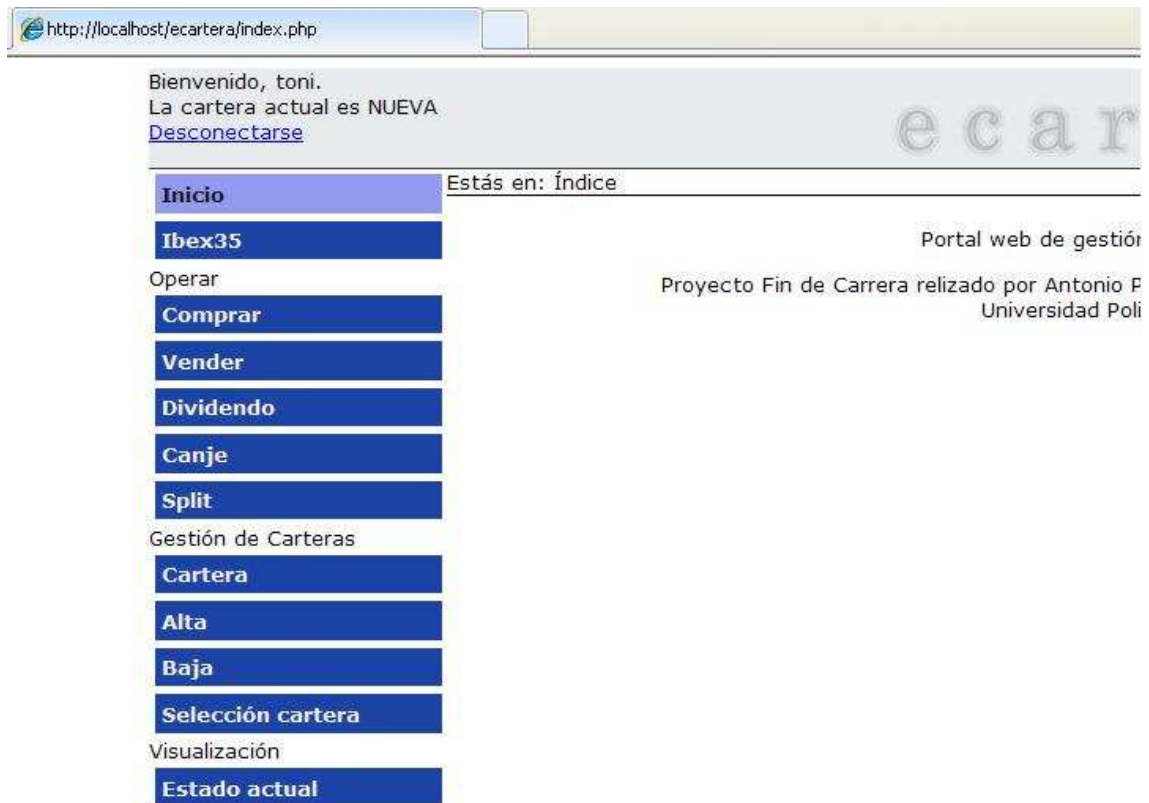 http://localhost/ecartera/index.php
Bienvenido, toni.
La cartera actual es NUEVA
Desconectarse
ecar
Inicio
Estás en: Índice
Ibex35
Portal web de gestión
Operar
Proyecto Fin de Carrera relizado por Antonio P
Universidad Poli
Comprar
Vender
Dividendo
Canje
Split
Gestión de Carteras
Cartera
Alta
Baja
Selección cartera
Visualización
Estado actual